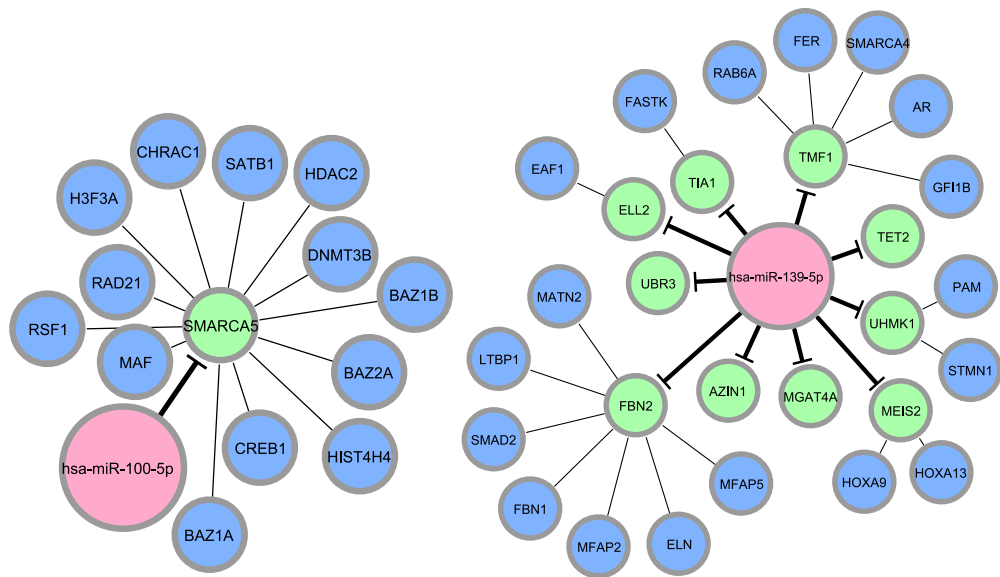 CHRAC1
SATB1
HDAC2
H3F3A
DNMT3B
RAD21
BAZ1B
RSF1
SMARCA5
MAF
BAZ2A
CREB1
HIST4H4
hsa-miR-100-5p
BAZ1A
FER
SMARCA4
RAB6A
FASTK
AR
TMF1
EAF1
TIA1
GFI1B
ELL2
TET2
UBR3
hsa-miR-139-5p
PAM
MATN2
UHMK1
LTBP1
STMN1
FBN2
AZIN1
MGAT4A
MEIS2
SMAD2
MFAP5
HOXA9
HOXA13
FBN1
MFAP2
ELN